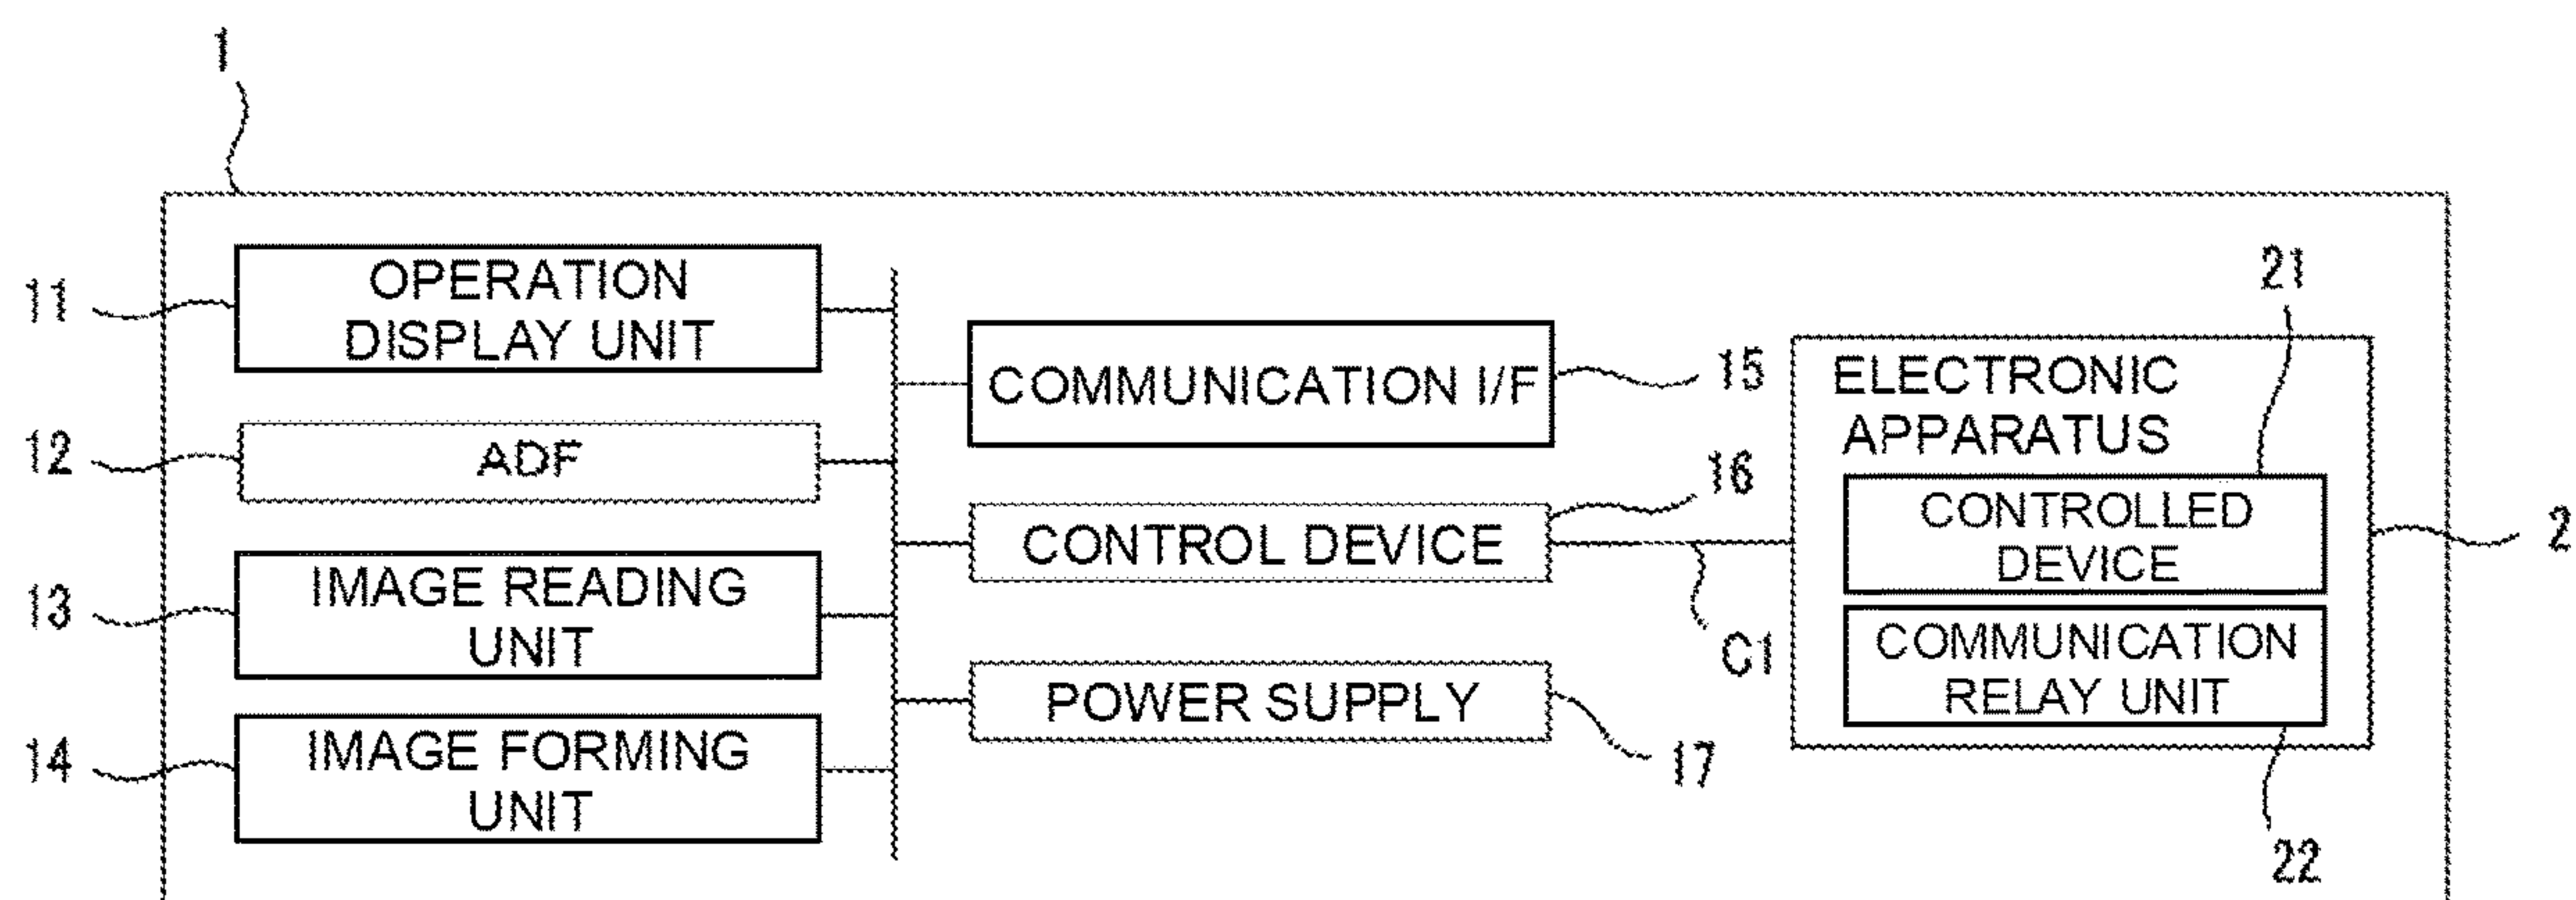 1
11
OPERATION
DISPLAY UNIT
12
ADF
13
IMAGE READING
UNIT
14
IMAGE FORMING
UNIT
COMMUNICATION I/F
15
CONTROL DEVICE
16
C1
POWER SUPPLY
17
ELECTRONIC
APPARATUS
21
CONTROLLED
DEVICE
2
COMMUNICATION
RELAY UNIT
22